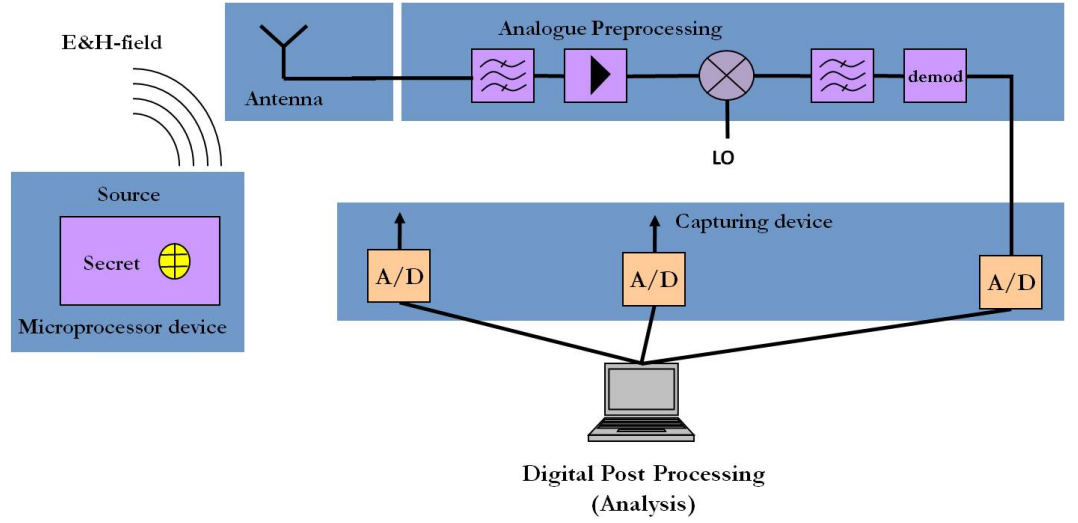 E&H-field
Antenna
Analogue Preprocessing
demod
LO
Source
Secret
Microprocessor device
Capturing device
A/D
A/D
A/D
Digital Post Processing
(Analysis)